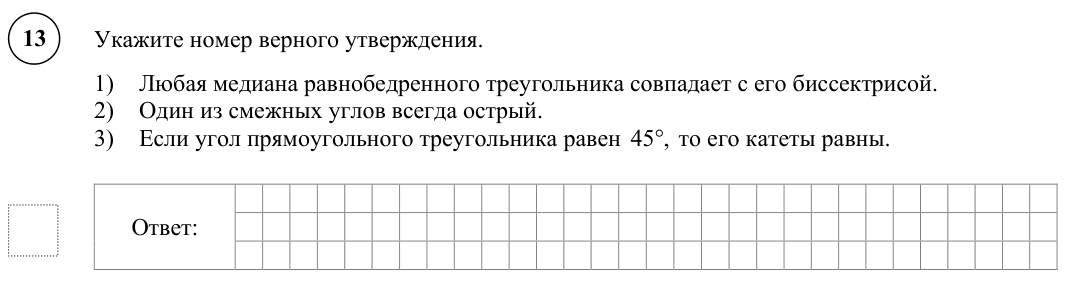 13 Укажите номер верного утверждения.
1) Любая медиана равнобедренного треугольника совпадает с его биссектрисой.
2) Один из смежных углов всегда острый.
3) Если угол прямоугольного треугольника равен 45°, то его катеты равны.
Ответ: